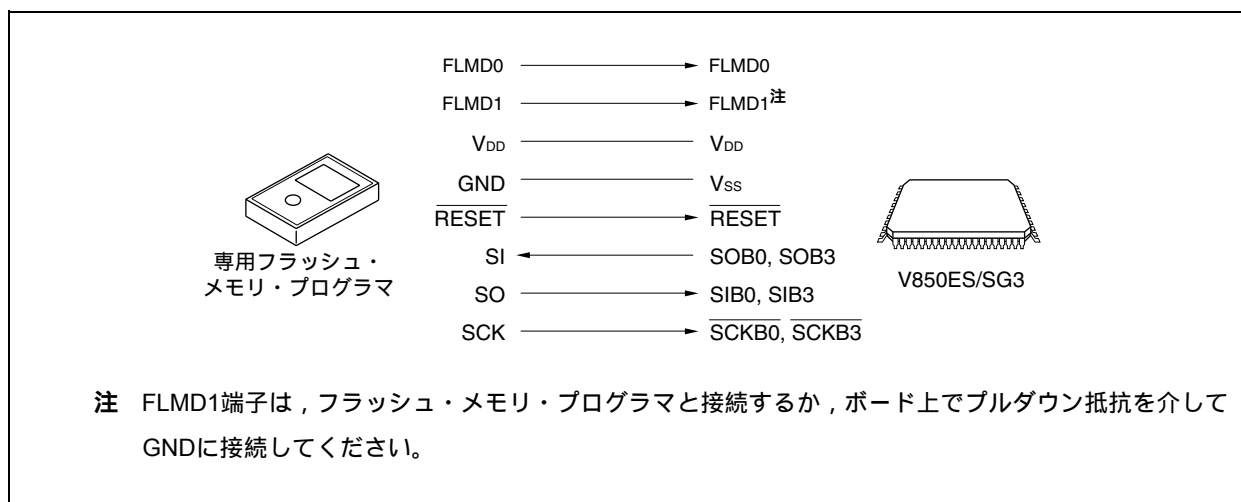 FLMD0 FLMD0
FLMD1 FLMD1注
VDD VDD
GND VSS
RESET RESET
SI SOB0, SOB3
SO SIB0, SIB3
SCK SCKB0, SCKB3
専用フラッシュ・
メモリ・プログラマ
V850ES/SG3
注 FLMD1端子は，フラッシュ・メモリ・プログラマと接続するか，ボード上でプルダウン抵抗を介して
GNDに接続してください。